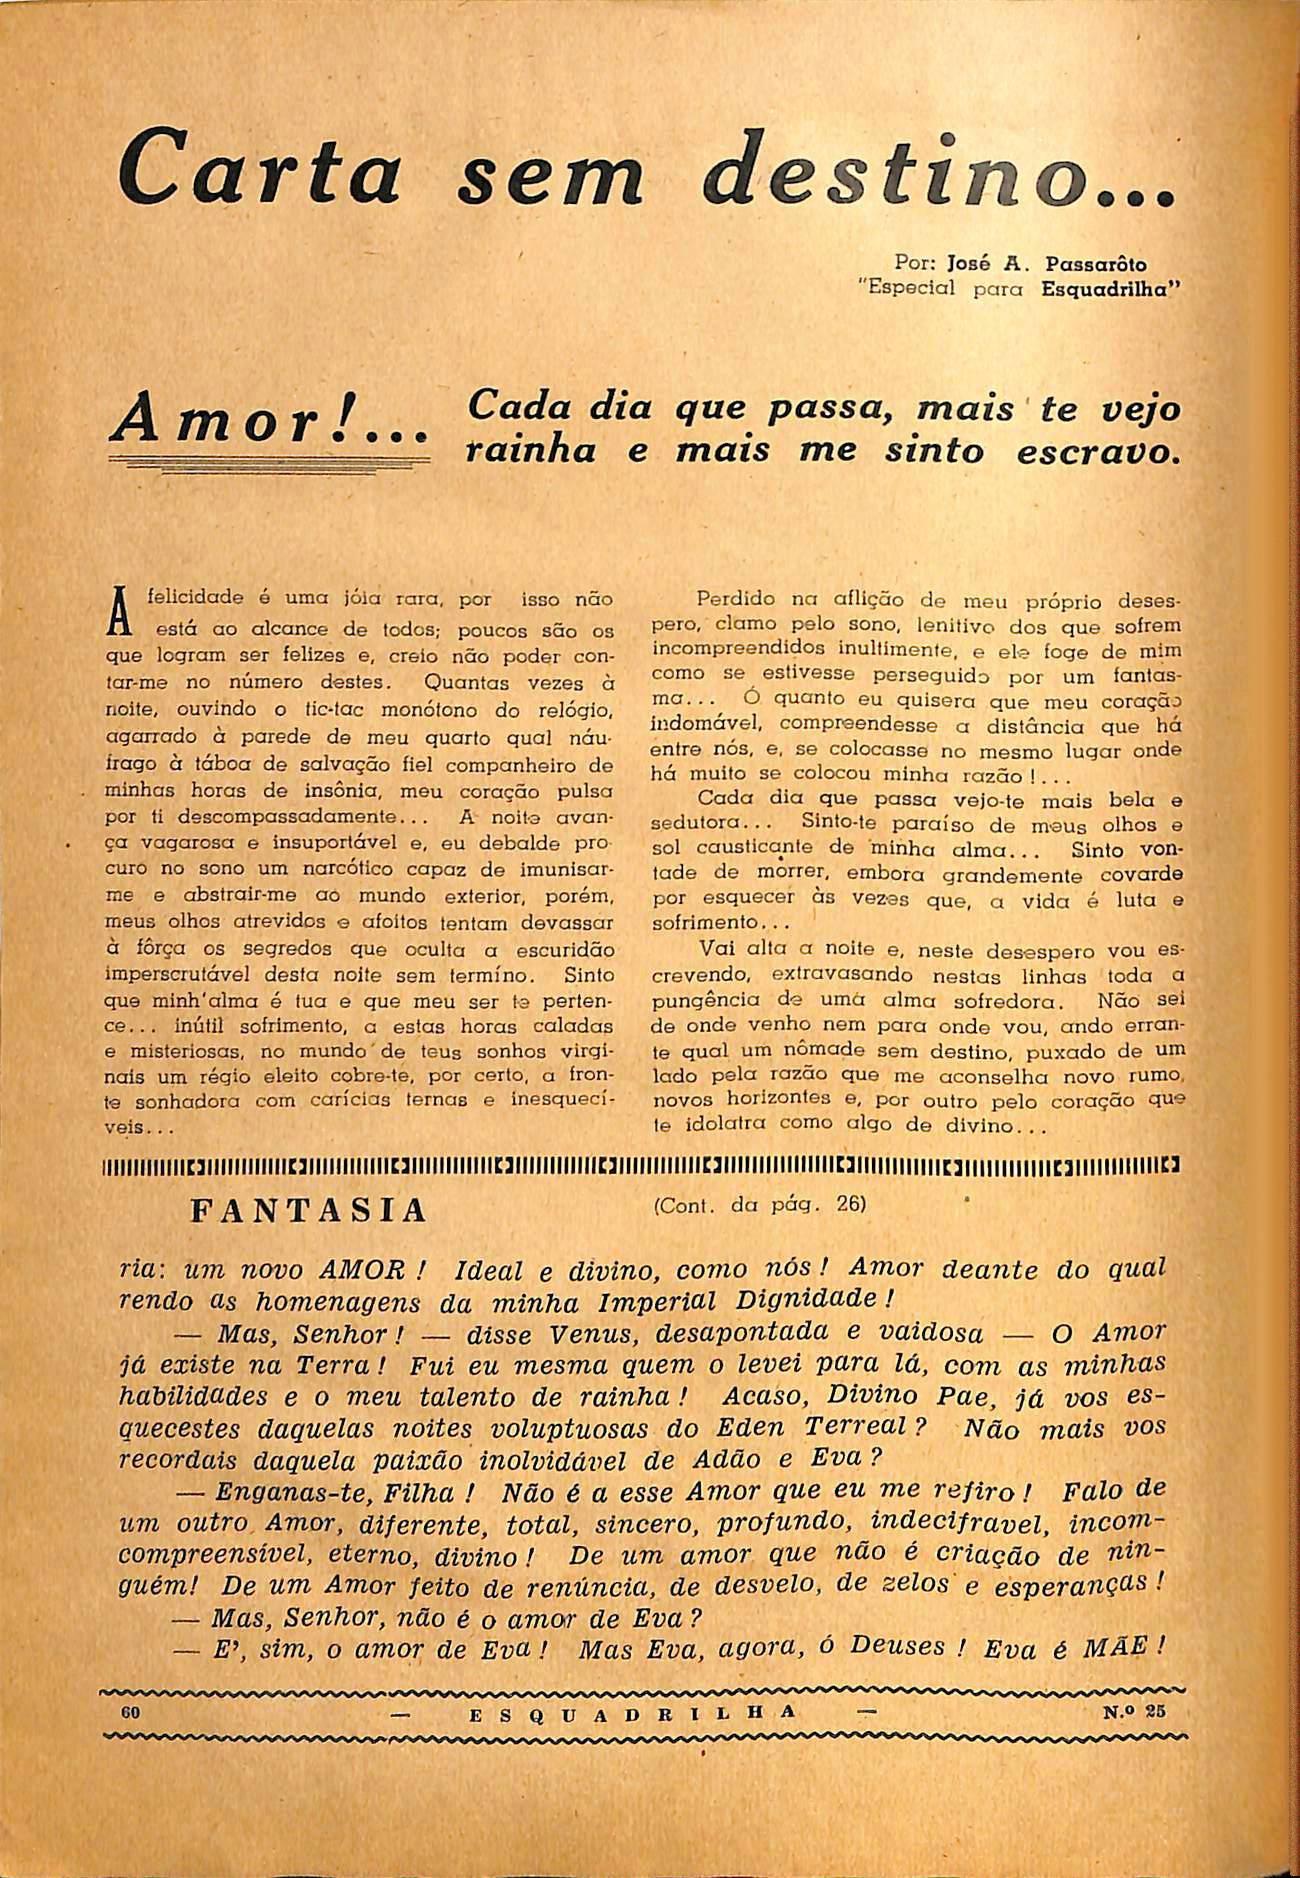 Carta sem destino...
Por: José A. Passarôto
"Especial para Esquadrilha"
Amor!...
Cada dia que passa, mais te vejo
rainha e mais me sinto escravo.
A felicidade é uma jóia rara, por isso não
está ao alcance de todos; poucos são os
que logram ser felizes e, creio não poder con-
tar-me no número destes. Quantas vezes à
noite, ouvindo o tic-tac monótono do relógio,
agarrado à parede de meu quarto qual náu-
frago à táboa de salvação fiel companheiro de
minhas horas de insônia, meu coração pulsa
por ti descompassadamente... A noite avan-
ça vagarosa e insuportável e, eu debalde pro-
curo no sono um narcótico capaz de imunisar-
me e abstrair-me ao mundo exterior, porém,
meus olhos atrevidos e afoitos tentam devassar
à fôrça os segredos que oculta a escuridão
imperscrutável desta noite sem termíno. Sinto
que minh'alma é tua e que meu ser te perten-
ce... inútil sofrimento, a estas horas caladas
e misteriosas, no mundo de teus sonhos virgi-
nais um régio eleito cobre-te, por certo, a fron-
te sonhadora com carícias ternas e inesquecí-
veis...
Perdido na aflição de meu próprio deses-
pero, clamo pelo sono, lenitivo dos que sofrem
incompreendidos inultimente, e ele foge de mim
como se estivesse perseguido por um fantas-
ma... Ó quanto eu quisera que meu coração
indomável, compreendesse a distância que há
entre nós, e, se colocasse no mesmo lugar onde
há muito se colocou minha razão!...
Cada dia que passa vejo-te mais bela e
sedutora... Sinto-te paraíso de meus olhos e
sol causticante de minha alma... Sinto von-
tade de morrer, embora grandemente covarde
por esquecer às vezes que, a vida é luta e
sofrimento...
Vai alta a noite e, neste desespero vou es-
crevendo, extravasando nestas linhas toda a
pungência de uma alma sofredora. Não sei
de onde venho nem para onde vou, ando erran-
te qual um nômade sem destino, puxado de um
lado pela razão que me aconselha novo rumo,
novos horizontes e, por outro pelo coração que
te idolatra como algo de divino...
FANTASIA
(Cont. da pág. 26)
ria: um novo AMOR! Ideal e divino, como nós! Amor deante do qual
rendo as homenagens da minha Imperial Dignidade!
— Mas, Senhor! — disse Venus, desapontada e vaidosa — O Amor
já existe na Terra! Fui eu mesma quem o levei para lá, com as minhas
habilidades e o meu talento de rainha! Acaso, Divino Pae, já vos es-
quecestes daquelas noites voluptuosas do Eden Terreal? Não mais vos
recordais daquela paixão inolvidável de Adão e Eva?
— Enganas-te, Filha! Não é a esse Amor que eu me refiro! Falo de
um outro Amor, diferente, total, sincero, profundo, indecifravel, incom-
compreensível, eterno, divino! De um amor que não é criação de nin-
guém! De um Amor feito de renúncia, de desvelo, de zelos e esperanças!
— Mas, Senhor, não é o amor de Eva?
— E', sim, o amor de Eva! Mas Eva, agora, ó Deuses! Eva é MÃE!
60 — ESQUADRILHA — N.º 25